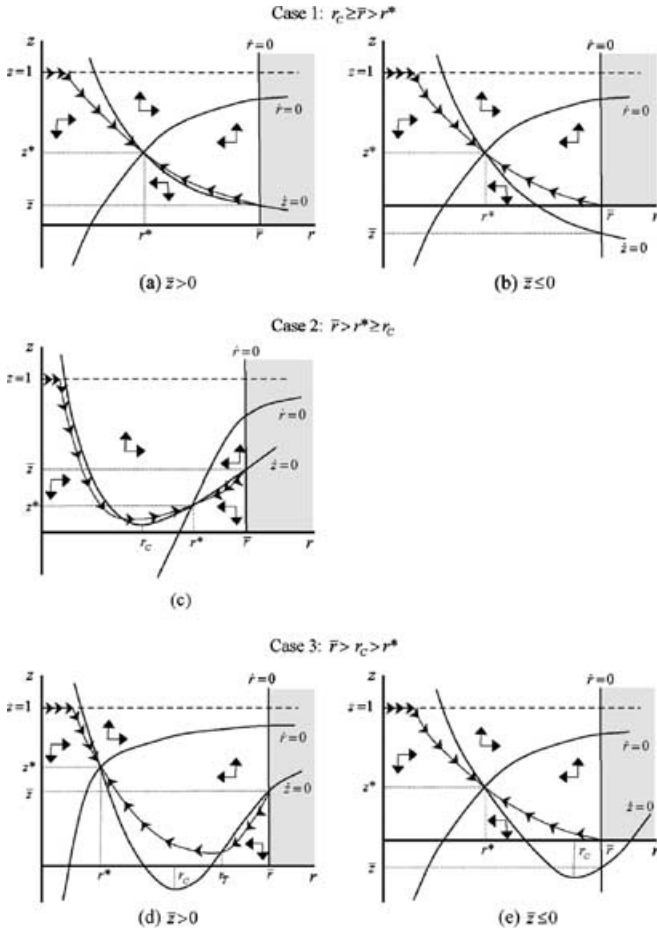 Case 1: r_C ≥ r̄ > r*
z ṙ=0 z ṙ=0
z=1 z=1
ṙ=0 ṙ=0
z* z*
z̄ ż=0 r* r̄ r
r* r̄ r z̄ ż=0
(a) z̄>0 (b) z̄≤0
Case 2: r̄ > r* ≥ r_C
z ṙ=0
z=1
ṙ=0
z̄ ż=0
z*
r_C r* r̄ r
(c)
Case 3: r̄ > r_C > r*
z ṙ=0 z ṙ=0
z=1 z=1
ṙ=0 ṙ=0
z* z*
z̄ ż=0 ż=0
r* r_C r_T r̄ r z̄ r* r_C r̄ r
(d) z̄>0 (e) z̄≤0